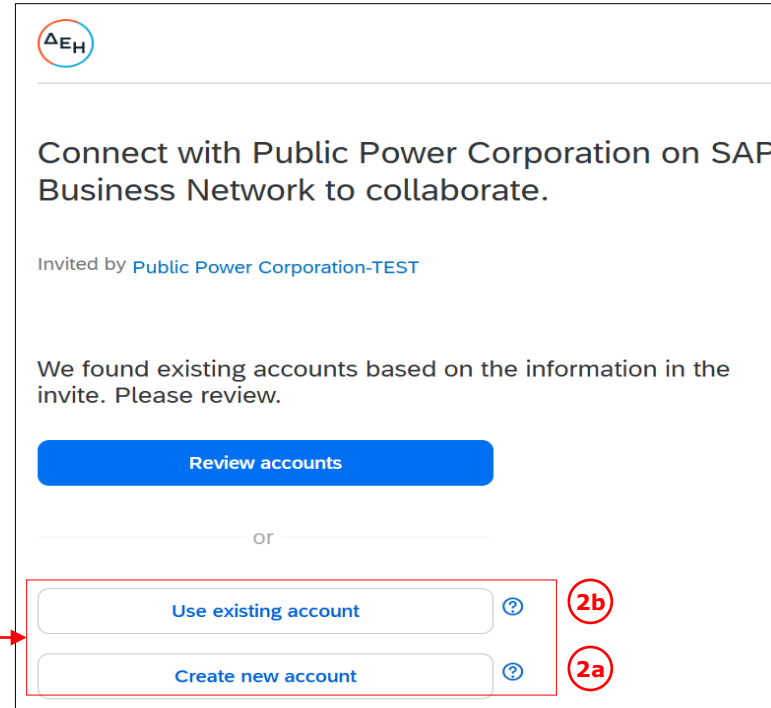 ΔΕΗ
Connect with Public Power Corporation on SAP
Business Network to collaborate.
Invited by Public Power Corporation-TEST
We found existing accounts based on the information in the
invite. Please review.
Review accounts
or
Use existing account ? 2b
Create new account ? 2a